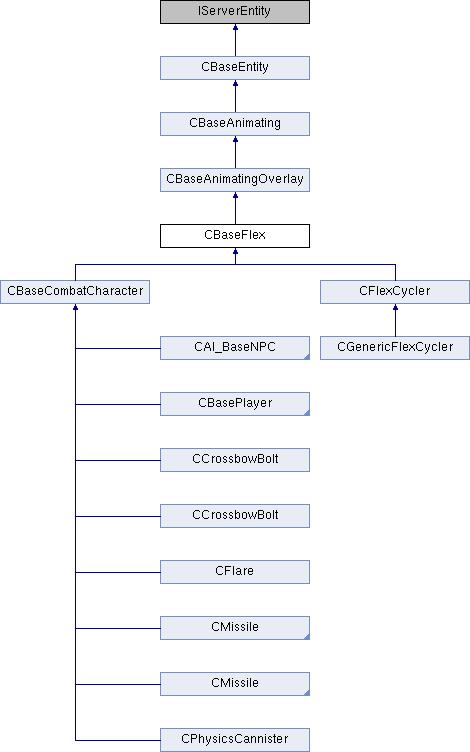 IServerEntity
CBaseEntity
CBaseAnimating
CBaseAnimatingOverlay
CBaseFlex
CBaseCombatCharacter
CFlexCycler
CAI_BaseNPC
CGenericFlexCycler
CBasePlayer
CCrossbowBolt
CCrossbowBolt
CFlare
CMissile
CMissile
CPhysicsCannister